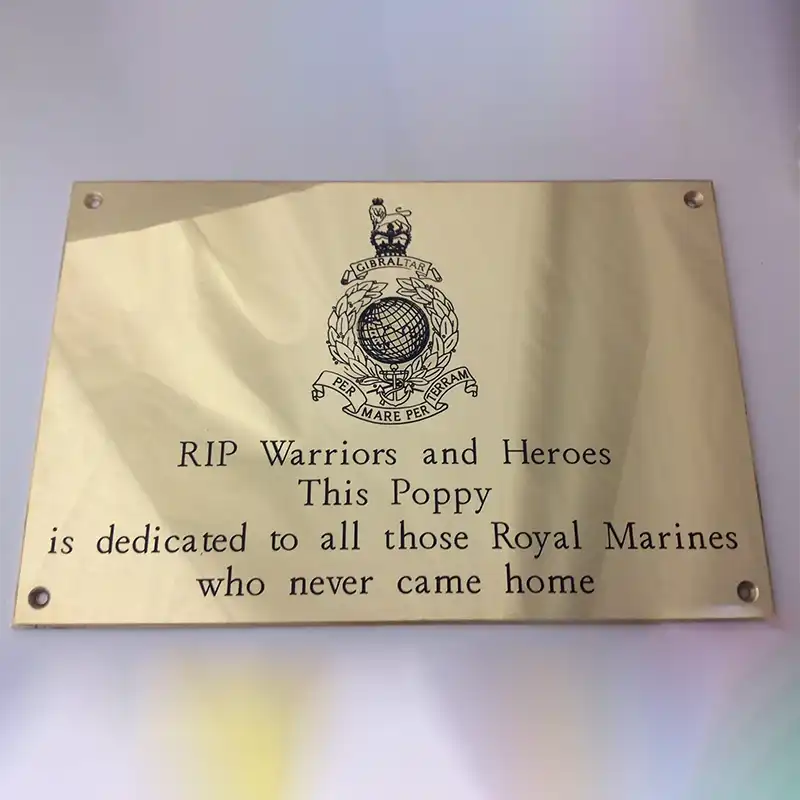 GIBRALTAR
PER MARE PER TERRAM
RIP Warriors and Heroes
This Poppy
is dedicated to all those Royal Marines
who never came home